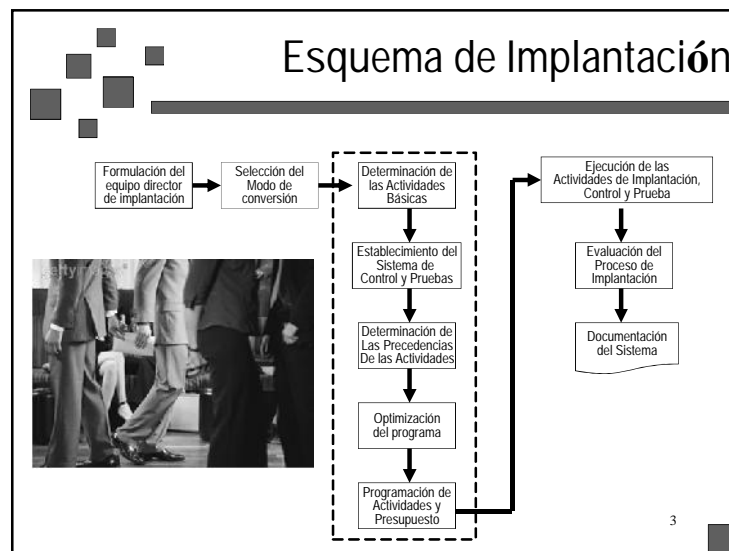 Esquema de Implantación
Formulación del
equipo director
de implantación
Selección del
Modo de
conversión
Determinación de
las Actividades
Básicas
Establecimiento del
Sistema de
Control y Pruebas
Determinación de
Las Precedencias
De las Actividades
Optimización
del programa
Programación de
Actividades y
Presupuesto
Ejecución de las
Actividades de Implantación,
Control y Prueba
Evaluación del
Proceso de
Implantación
Documentación
del Sistema
3